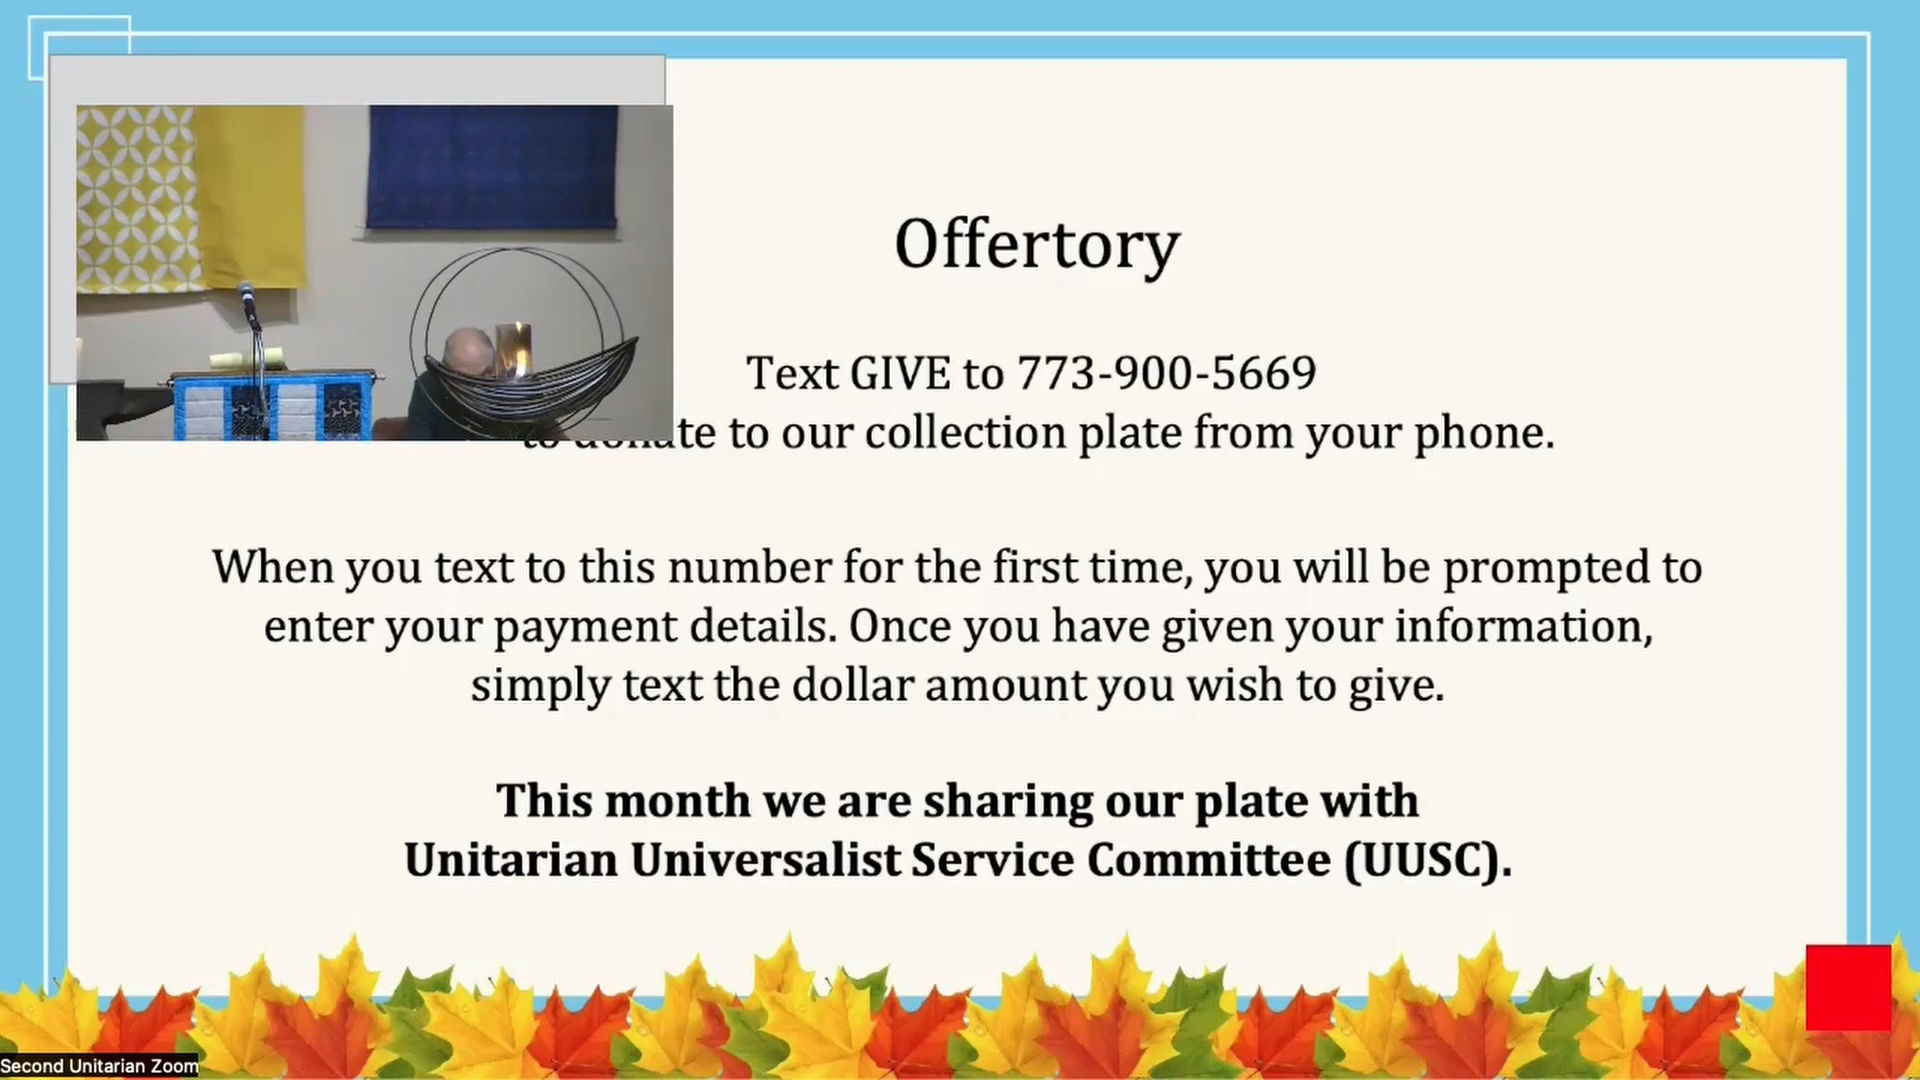 Offertory
Text GIVE to 773-900-5669
to donate to our collection plate from your phone.
When you text to this number for the first time, you will be prompted to
enter your payment details. Once you have given your information,
simply text the dollar amount you wish to give.
This month we are sharing our plate with
Unitarian Universalist Service Committee (UUSC).
Second Unitarian Zoom